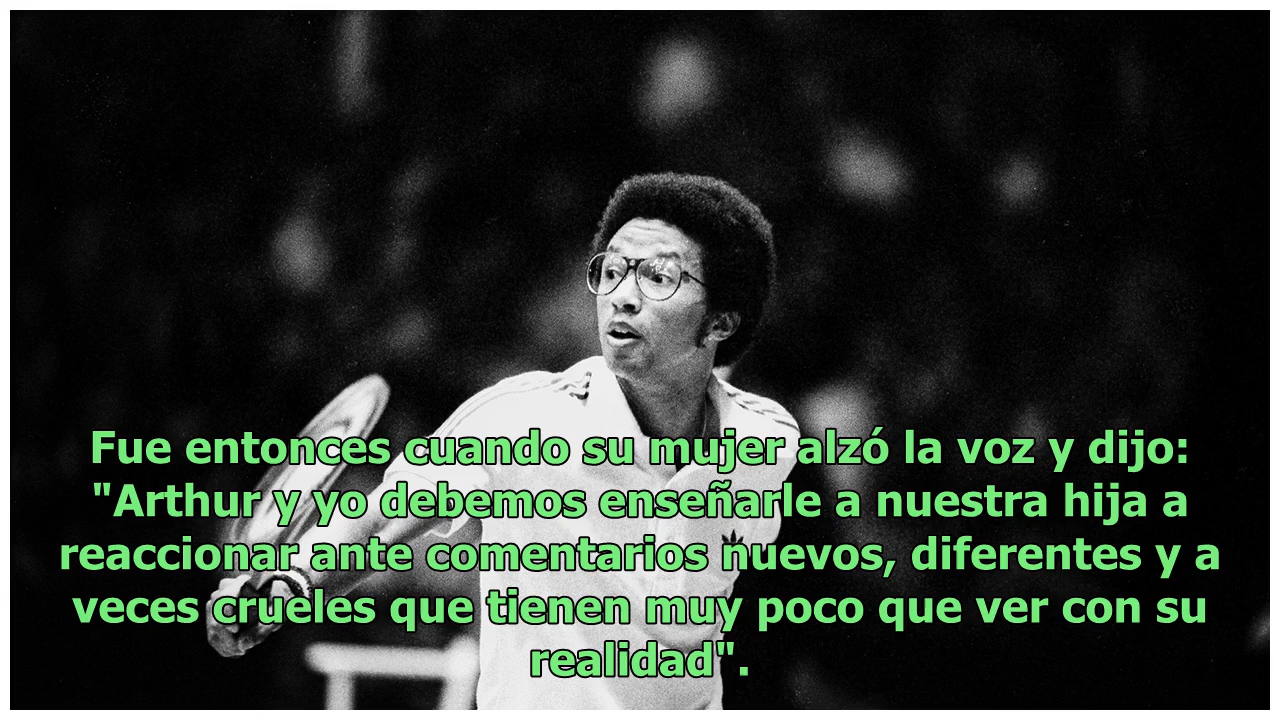 Fue entonces cuando su mujer alzó la voz y dijo:
"Arthur y yo debemos enseñarle a nuestra hija a
reaccionar ante comentarios nuevos, diferentes y a
veces crueles que tienen muy poco que ver con su
realidad".